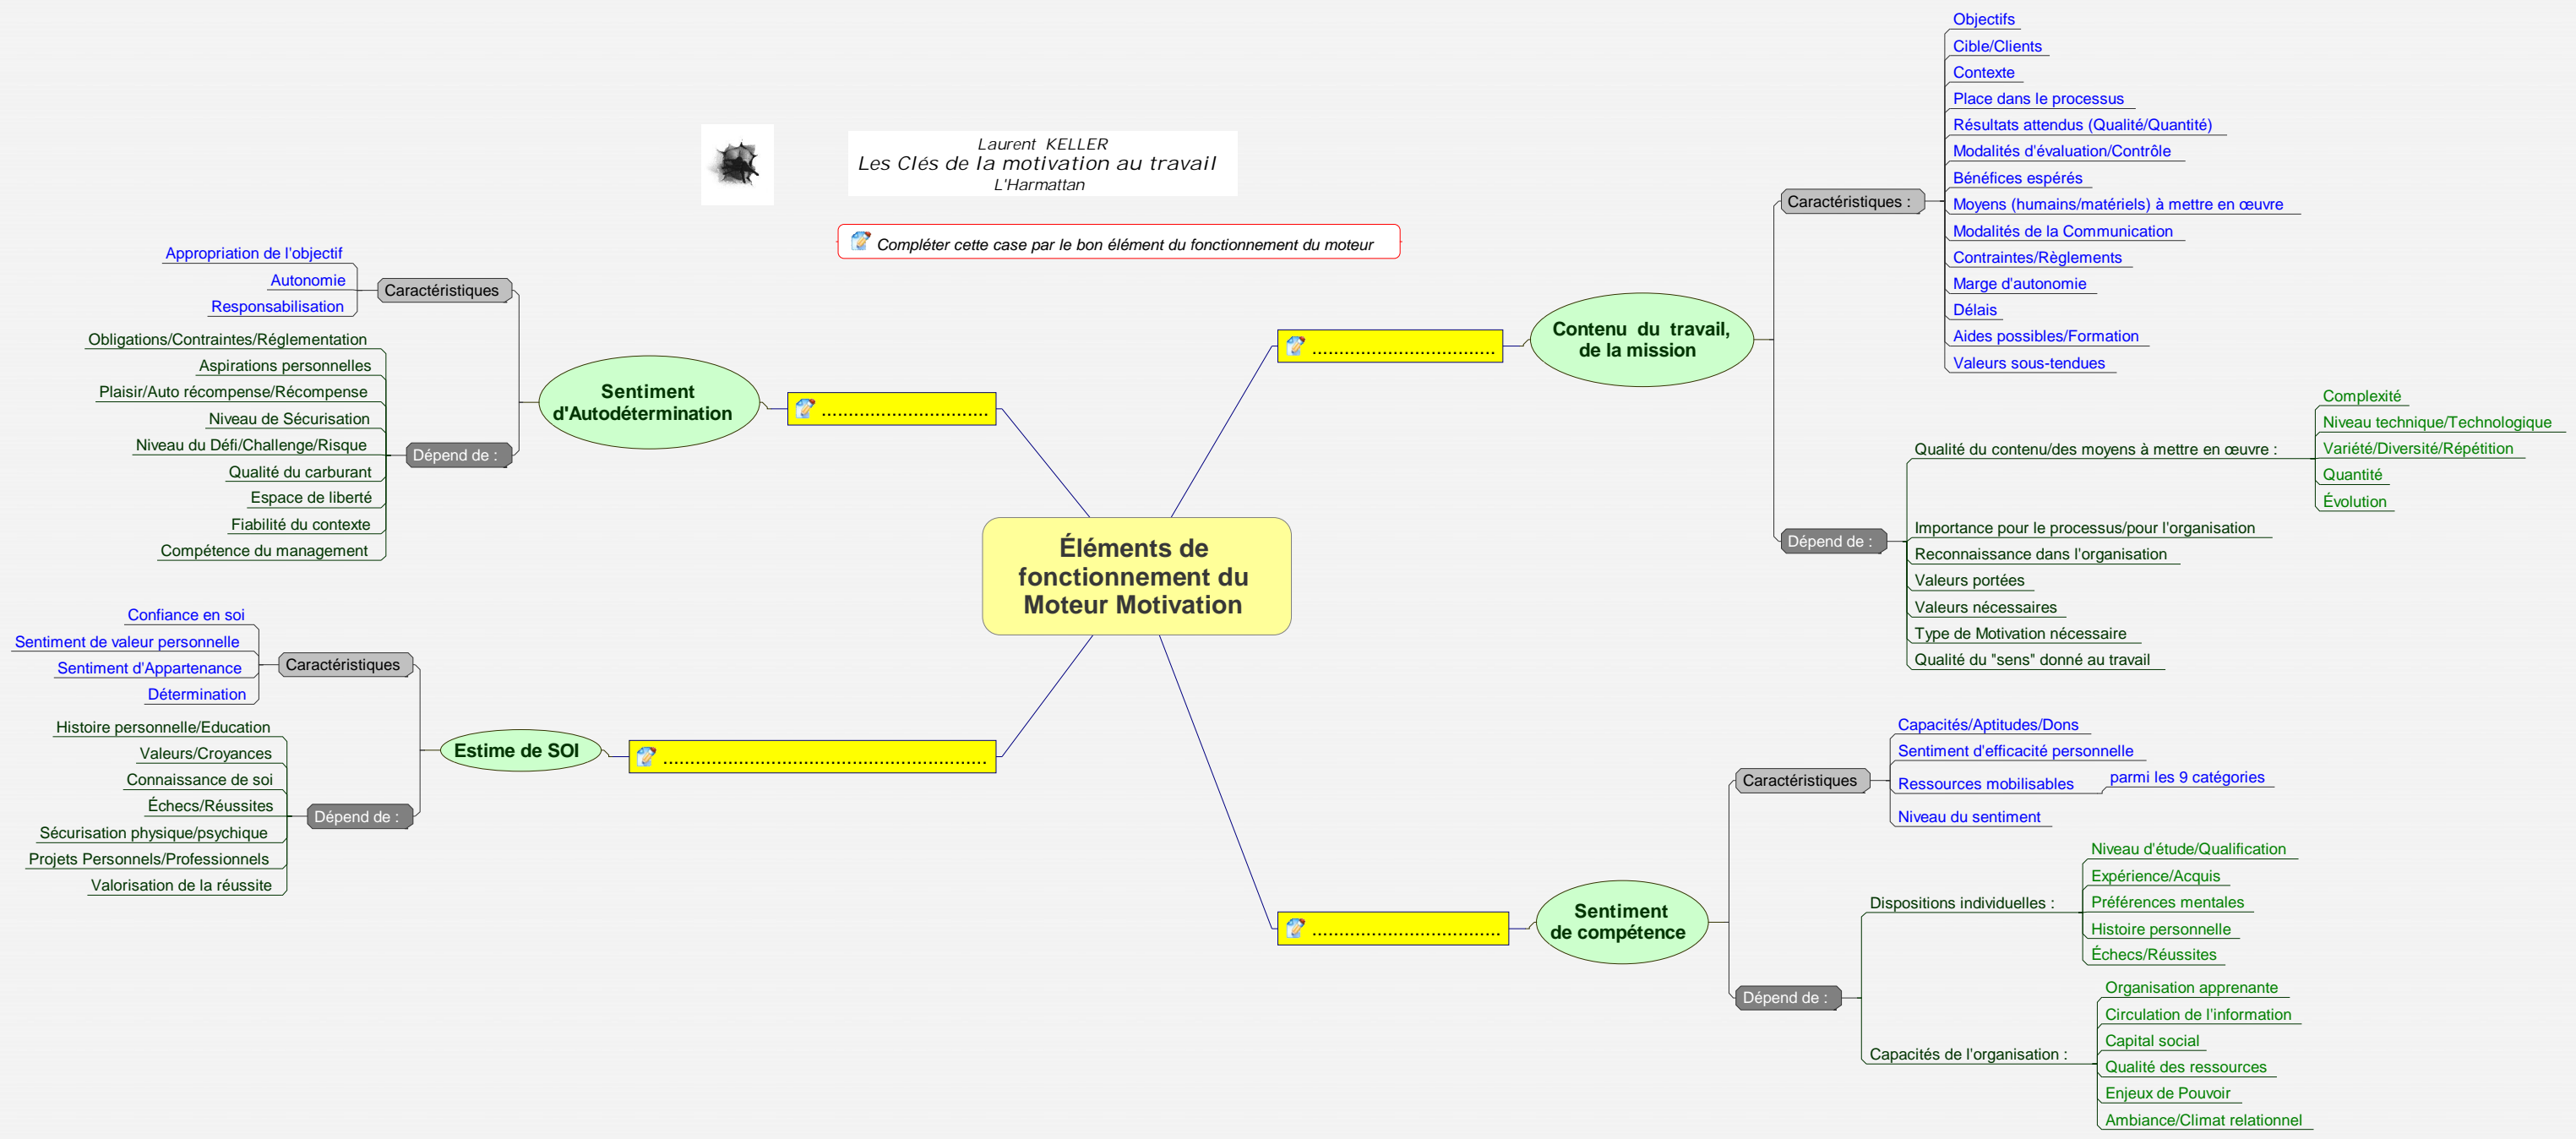 Laurent KELLER
Les Clés de la motivation au travail
L'Harmattan
Compléter cette case par le bon élément du fonctionnement du moteur
Éléments de
fonctionnement du
Moteur Motivation
..................................
Contenu du travail,
de la mission
Caractéristiques :
Objectifs
Cible/Clients
Contexte
Place dans le processus
Résultats attendus (Qualité/Quantité)
Modalités d'évaluation/Contrôle
Bénéfices espérés
Moyens (humains/matériels) à mettre en œuvre
Modalités de la Communication
Contraintes/Règlements
Marge d'autonomie
Délais
Aides possibles/Formation
Valeurs sous-tendues
Dépend de :
Qualité du contenu/des moyens à mettre en œuvre :
Complexité
Niveau technique/Technologique
Variété/Diversité/Répétition
Quantité
Évolution
Importance pour le processus/pour l'organisation
Reconnaissance dans l'organisation
Valeurs portées
Valeurs nécessaires
Type de Motivation nécessaire
Qualité du "sens" donné au travail
...................................
Sentiment
de compétence
Caractéristiques
Capacités/Aptitudes/Dons
Sentiment d'efficacité personnelle
Ressources mobilisables
parmi les 9 catégories
Niveau du sentiment
Dépend de :
Dispositions individuelles :
Niveau d'étude/Qualification
Expérience/Acquis
Préférences mentales
Histoire personnelle
Échecs/Réussites
Capacités de l'organisation :
Organisation apprenante
Circulation de l'information
Capital social
Qualité des ressources
Enjeux de Pouvoir
Ambiance/Climat relationnel
...............................
Sentiment
d'Autodétermination
Caractéristiques
Appropriation de l'objectif
Autonomie
Responsabilisation
Dépend de :
Obligations/Contraintes/Réglementation
Aspirations personnelles
Plaisir/Auto récompense/Récompense
Niveau de Sécurisation
Niveau du Défi/Challenge/Risque
Qualité du carburant
Espace de liberté
Fiabilité du contexte
Compétence du management
............................................................
Estime de SOI
Caractéristiques
Confiance en soi
Sentiment de valeur personnelle
Sentiment d'Appartenance
Détermination
Dépend de :
Histoire personnelle/Education
Valeurs/Croyances
Connaissance de soi
Échecs/Réussites
Sécurisation physique/psychique
Projets Personnels/Professionnels
Valorisation de la réussite